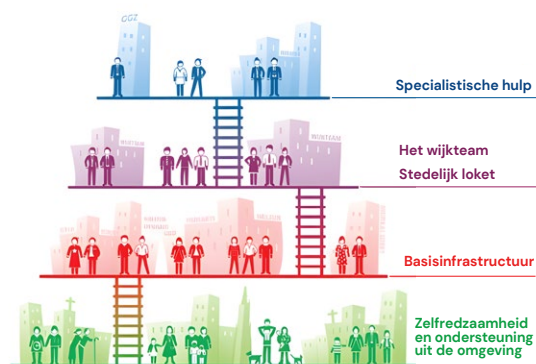 GGZ
Specialistische hulp
WIJKTEAM
WIJKTEAM
Het wijkteam
Stedelijk loket
Basisinfrastructuur
Zelfredzaamheid
en ondersteuning
uit de omgeving